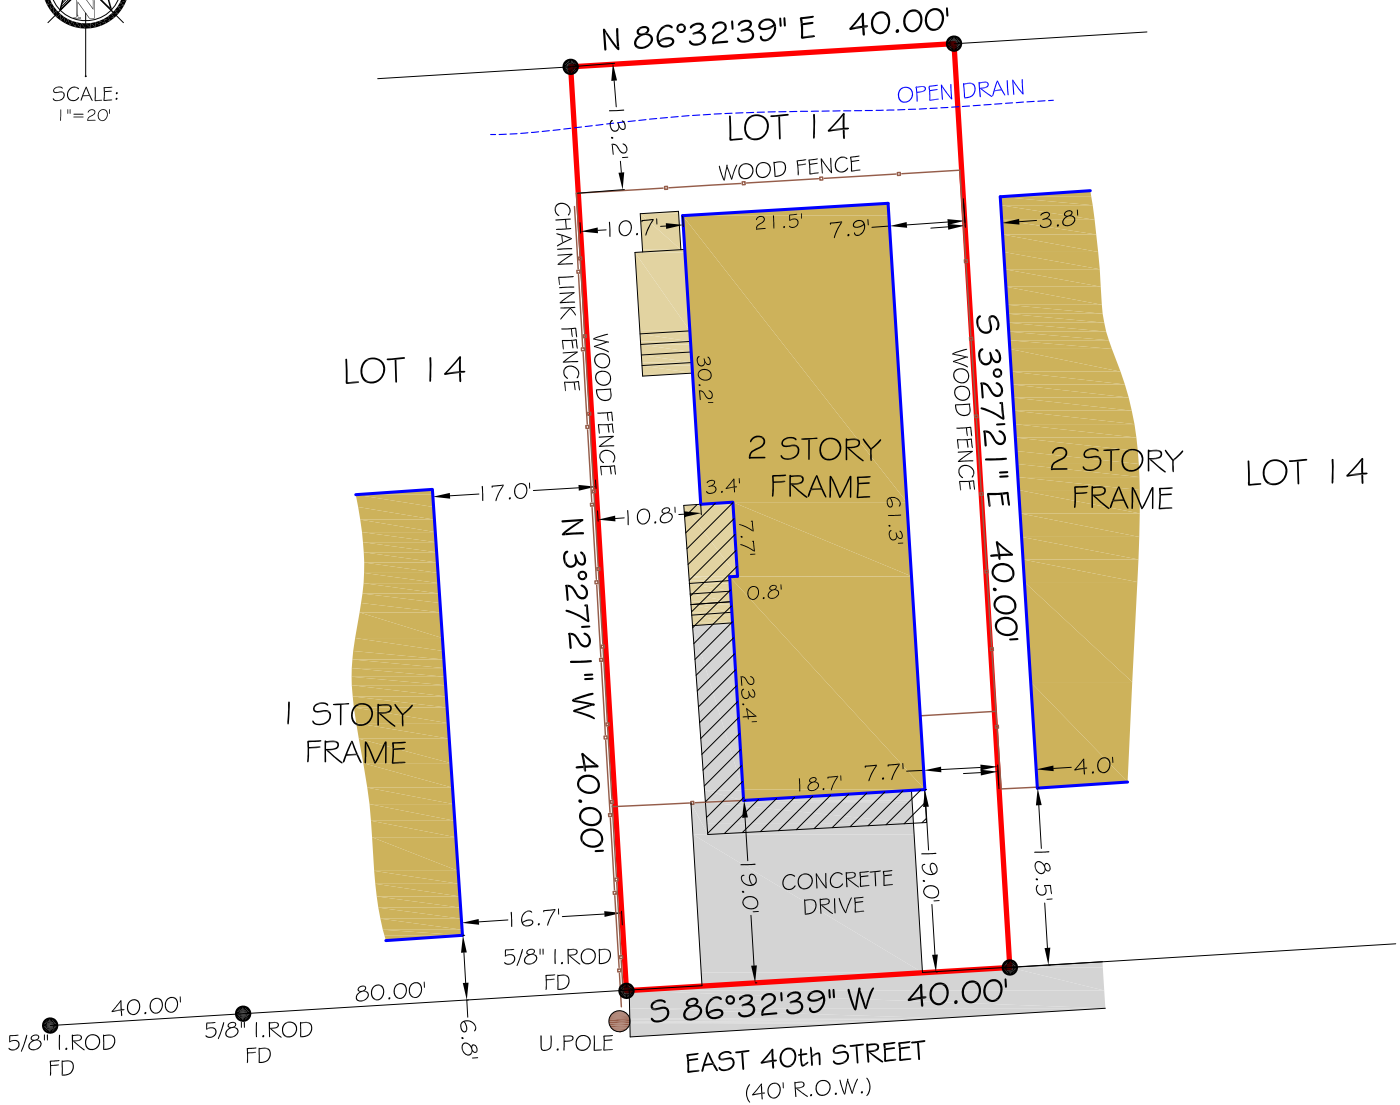 N
SCALE:
1"=20'
N 86°32'39" E 40.00'
OPEN DRAIN
13.2'
LOT 14
WOOD FENCE
CHAIN LINK FENCE
10.7'
21.5'
7.9'
3.8'
WOOD FENCE
30.2'
LOT 14
S 3°27'21" E 40.00'
WOOD FENCE
2 STORY
FRAME
2 STORY
FRAME
LOT 14
17.0'
3.4'
10.8'
7.7'
61.3'
N 3°27'21" W 40.00'
0.8'
23.4'
1 STORY
FRAME
18.7'
7.7'
4.0'
19.0'
CONCRETE
DRIVE
19.0'
18.5'
16.7'
5/8" I.ROD
FD
40.00'
80.00'
5/8" I.ROD
FD
5/8" I.ROD
FD
6.8'
U.POLE
S 86°32'39" W 40.00'
EAST 40th STREET
(40' R.O.W.)